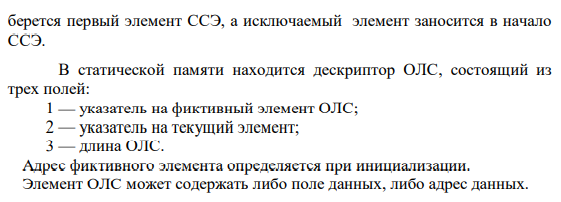 берется первый элемент ССЭ, а исключаемый элемент заносится в начало
ССЭ.
В статической памяти находится дескриптор ОЛС, состоящий из
трех полей:
1 — указатель на фиктивный элемент ОЛС;
2 — указатель на текущий элемент;
3 — длина ОЛС.
Адрес фиктивного элемента определяется при инициализации.
Элемент ОЛС может содержать либо поле данных, либо адрес данных.